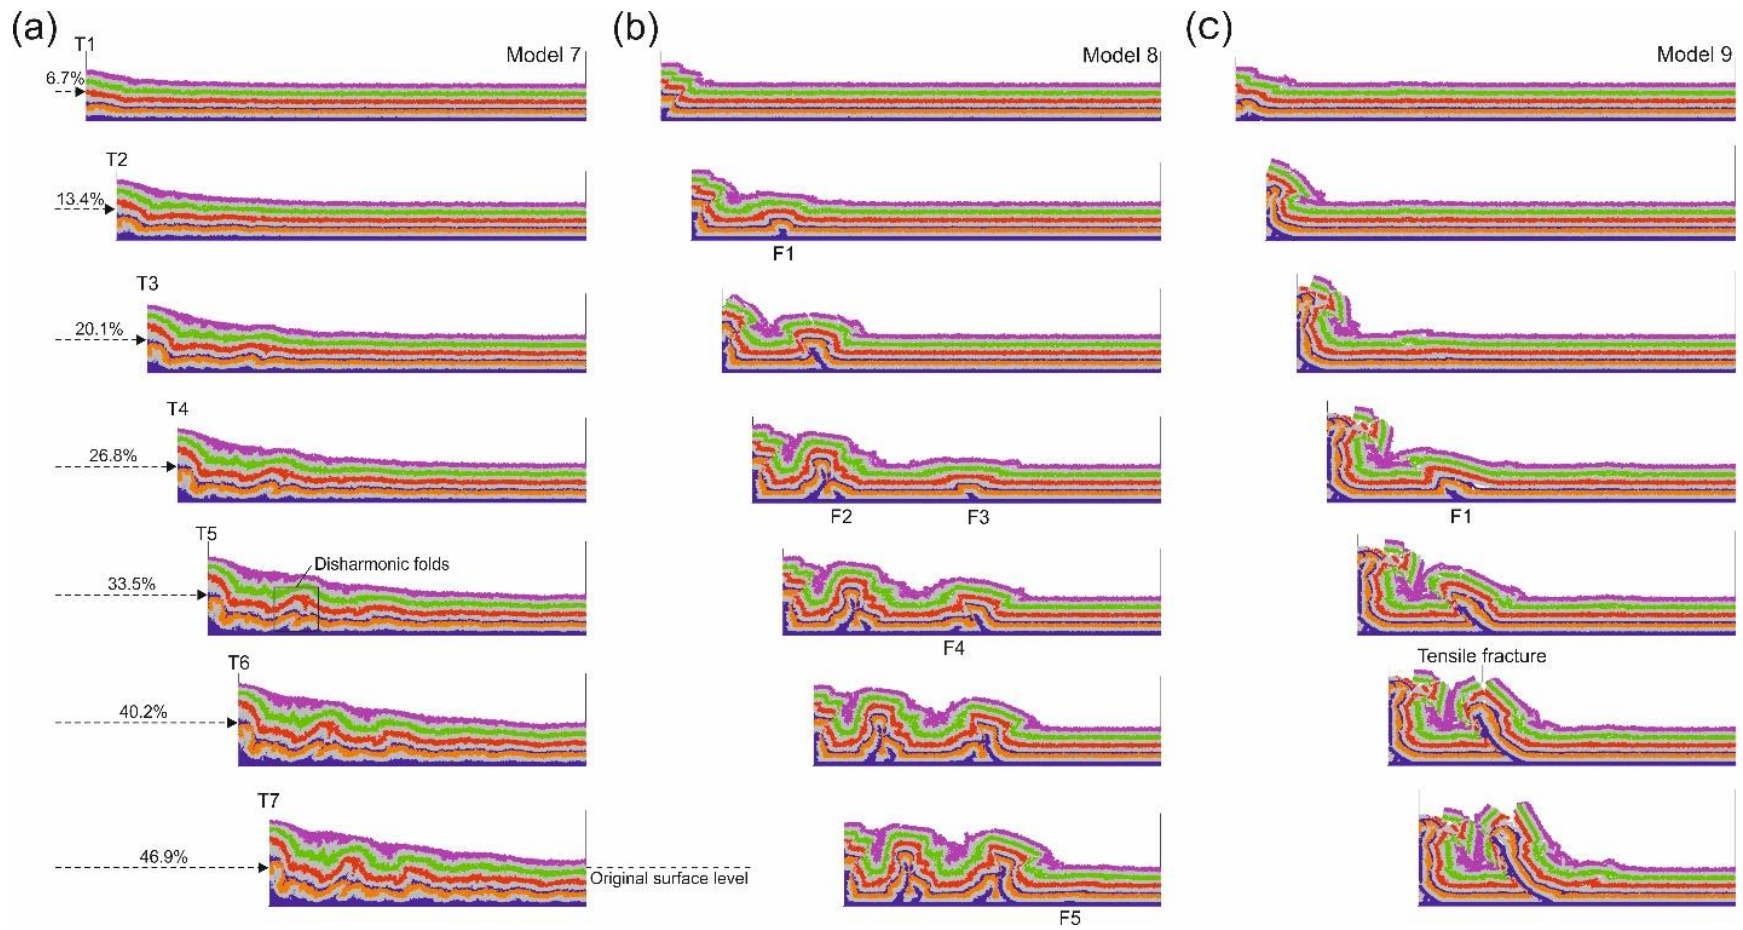 (a)
(b)
(c)
T1
Model 7
Model 8
Model 9
6.7%
T2
13.4%
F1
T3
20.1%
T4
26.8%
F2
F3
F1
T5
Disharmonic folds
33.5%
F4
T6
Tensile fracture
40.2%
T7
46.9%
Original surface level
F5